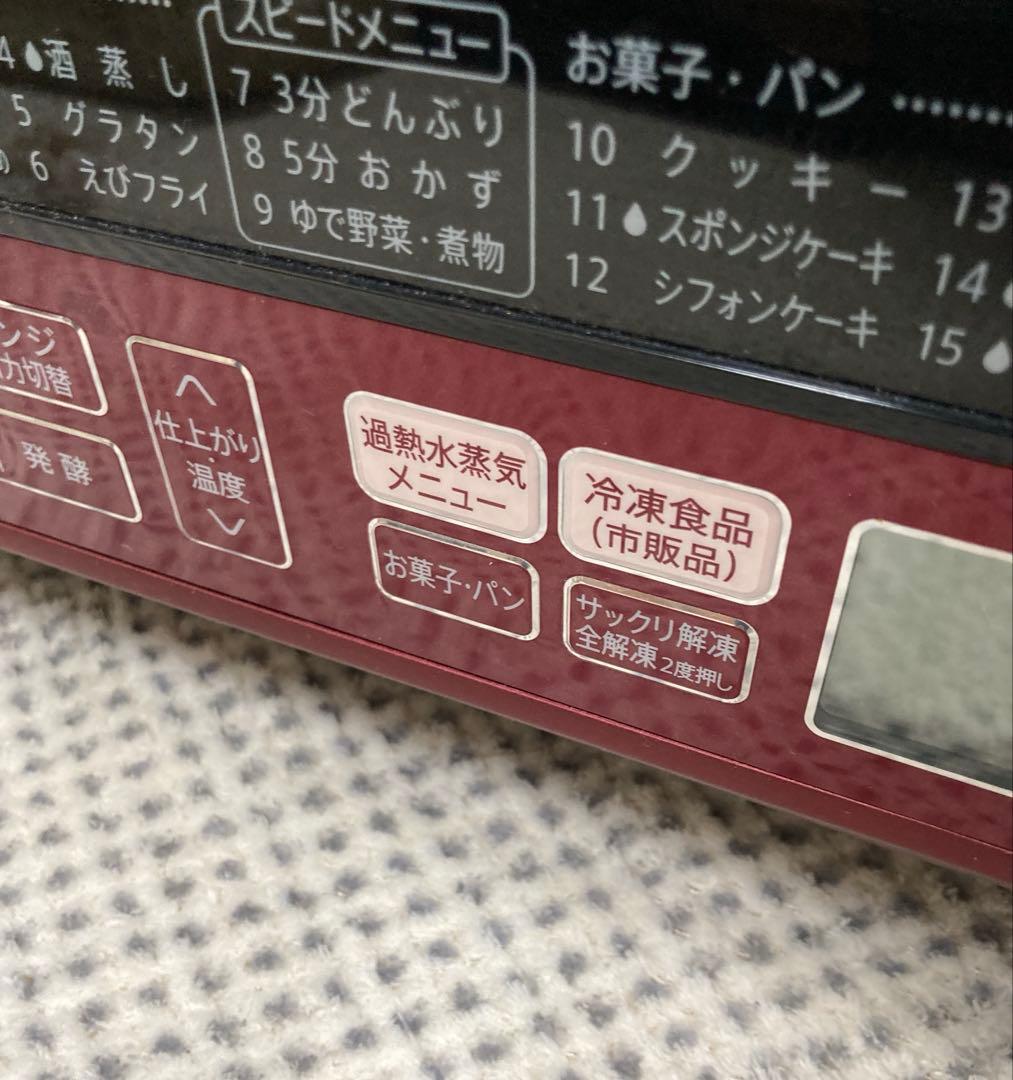 スピードメニュー
4 酒蒸し
5 グラタン
6 えびフライ
7 3分どんぶり
8 5分おかず
9 ゆで野菜・煮物
お菓子・パン
10 クッキー 13
11 スポンジケーキ 14
12 シフォンケーキ 15
ンジ
力切替
発酵
仕上がり
温度
過熱水蒸気
メニュー
お菓子・パン
冷凍食品
(市販品)
サックリ解凍
全解凍 2度押し